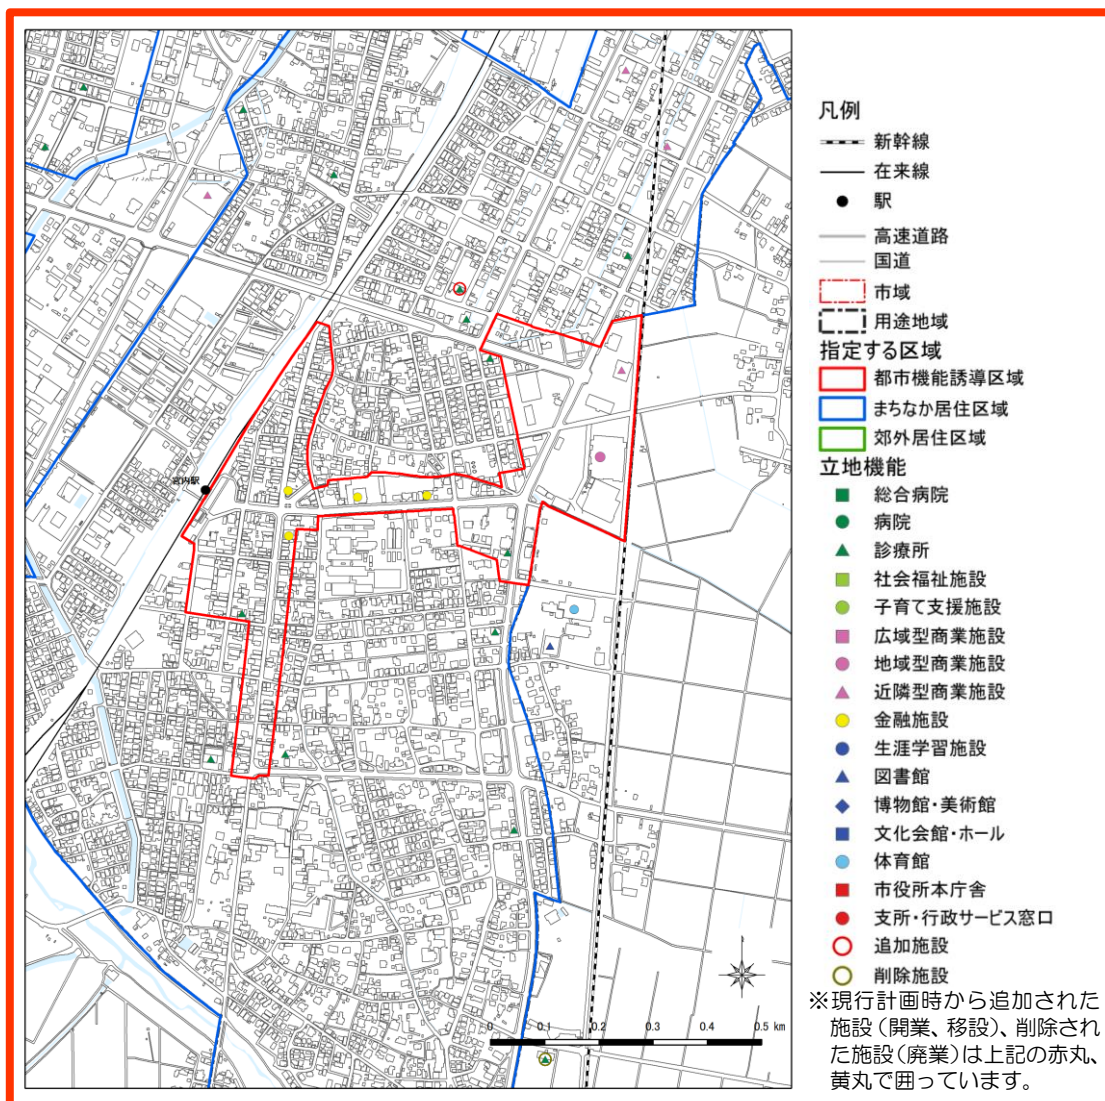 宮内駅
0 0.1 0.2 0.3 0.4 0.5 km
凡例
新幹線
在来線
駅
高速道路
国道
市域
用途地域
指定する区域
都市機能誘導区域
まちなか居住区域
郊外居住区域
立地機能
総合病院
病院
診療所
社会福祉施設
子育て支援施設
広域型商業施設
地域型商業施設
近隣型商業施設
金融施設
生涯学習施設
図書館
博物館・美術館
文化会館・ホール
体育館
市役所本庁舎
支所・行政サービス窓口
追加施設
削除施設
※現行計画時から追加された
施設(開業、移設)、削除され
た施設(廃業)は上記の赤丸、
黄丸で囲っています。